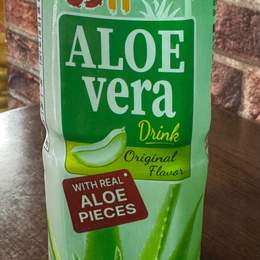 ALOE
vera
Drink
Original
Flavor
WITH REAL
ALOE
PIECES